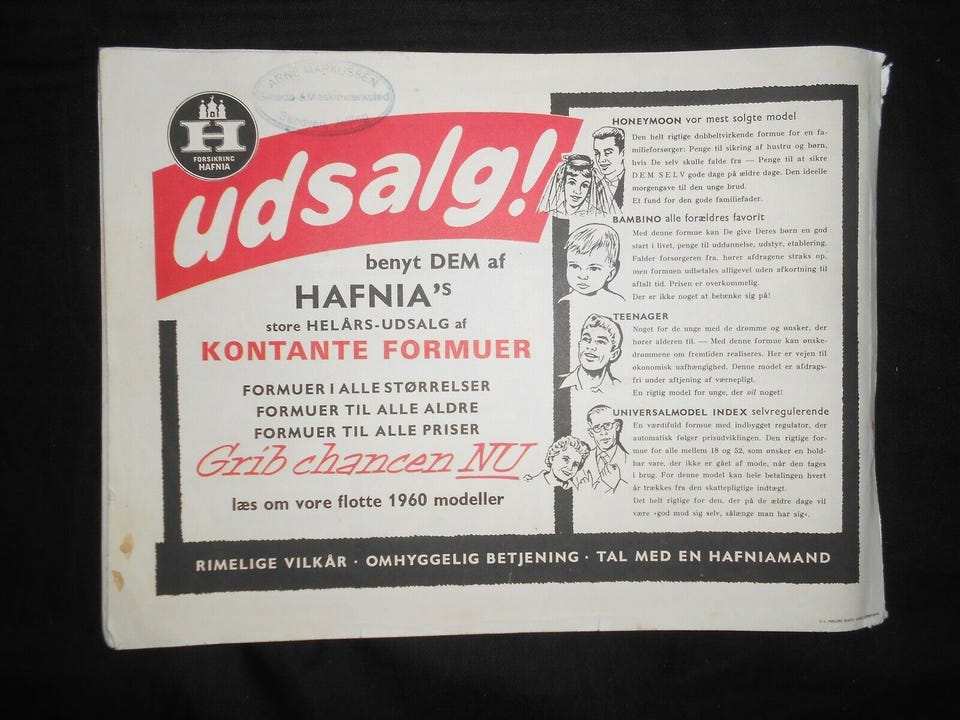 ARNE MARKUSSEN
Smede- & Maskinværksted
H
FORSIKRING
HAFNIA
udsalg!
benyt DEM af
HAFNIA's
store HELÅRS-UDSALG af
KONTANTE FORMUER
FORMUER I ALLE STØRRELSER
FORMUER TIL ALLE ALDRE
FORMUER TIL ALLE PRISER
Grib chancen NU
læs om vore flotte 1960 modeller
HONEYMOON vor mest solgte model
Den helt rigtige dobbeltvirkende formue for en fa-
milieforsørger: Penge til sikring af hustru og børn,
hvis De selv skulle falde fra — Penge til at sikre
DEM SELV gode dage på ældre dage. Den ideelle
morgengave til den unge brud.
Et fund for den gode familiefader.
BAMBINO alle forældres favorit
Med denne formue kan De give Deres børn en god
start i livet, penge til uddannelse, udstyr, etablering.
Falder forsørgeren fra, hører afdragene straks op,
men formuen udbetales alligevel uden afkortning til
aftalt tid. Prisen er overkommelig.
Der er ikke noget at betænke sig på!
TEENAGER
Noget for de unge med de drømme og ønsker, der
hører alderen til. — Med denne formue kan ønske-
drømmene om fremtiden realiseres. Her er vejen til
økonomisk uafhængighed. Denne model er afdrags-
fri under aftjening af værnepligt.
En rigtig model for unge, der vil noget!
UNIVERSALMODEL INDEX selvregulerende
En værdifuld formue med indbygget regulator, der
automatisk følger prisudviklingen. Den rigtige for-
mue for alle mellem 18 og 52, som ønsker en hold-
bar vare, der ikke er gået af mode, når den tages
i brug. For denne model kan hele betalingen hvert
år trækkes fra den skattepligtige indtægt.
Det helt rigtige for den, der på de ældre dage vil
være »god mod sig selv, sålænge man har sig«.
RIMELIGE VILKÅR · OMHYGGELIG BETJENING · TAL MED EN HAFNIAMAND